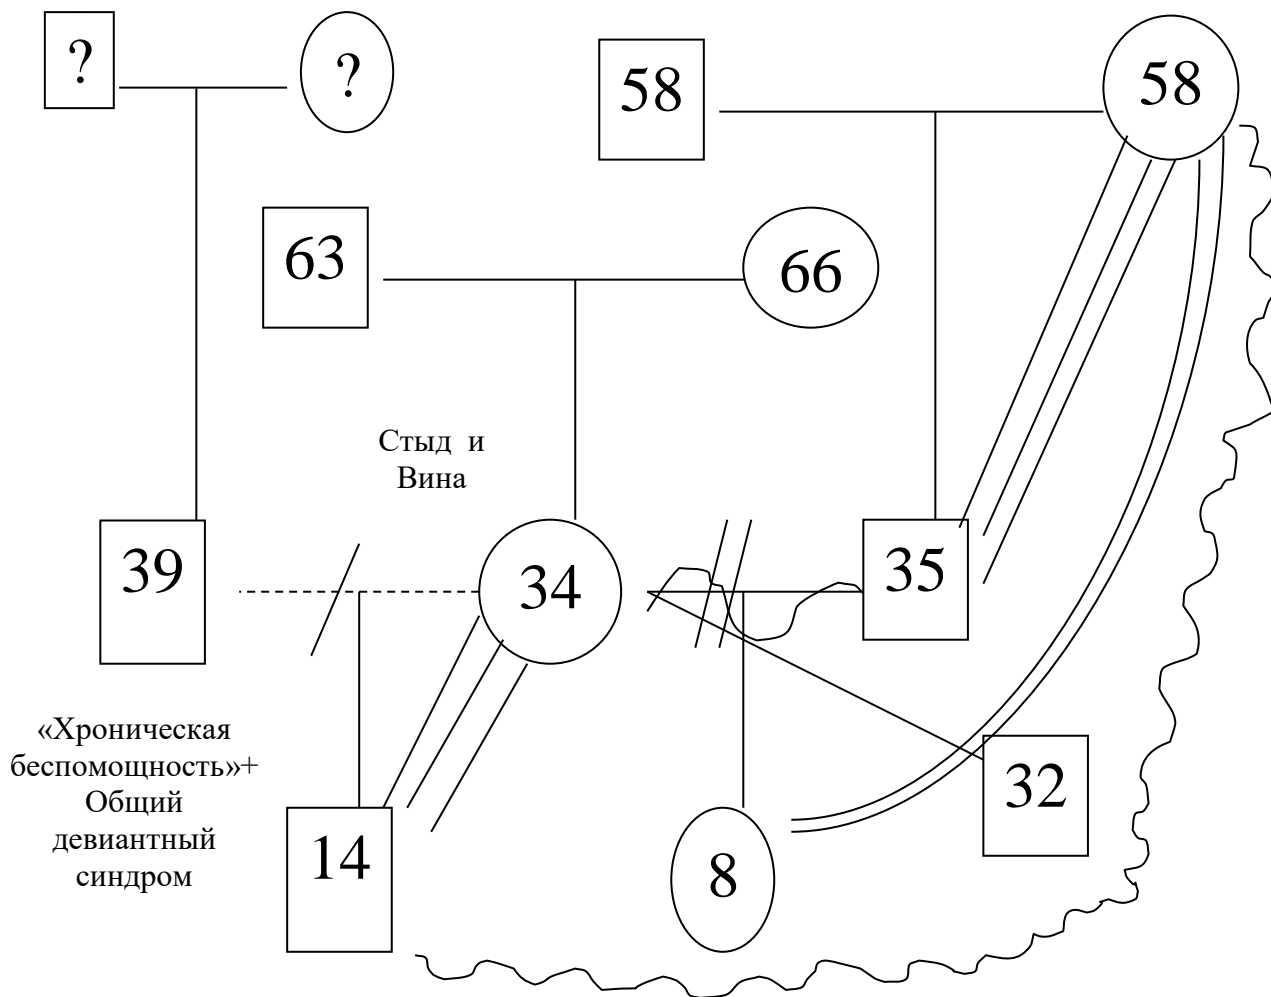 ?
?
58
58
63
66
Стыд и
Вина
39
34
35
«Хроническая
беспомощность»+
Общий
девиантный
синдром
32
14
8